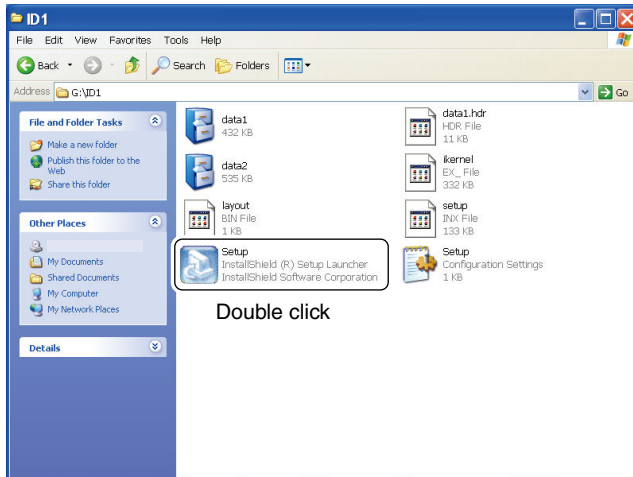 ID1
File Edit View Favorites Tools Help
Back Search Folders
Address G:\ID1 Go
File and Folder Tasks
Make a new folder
Publish this folder to the
Web
Share this folder
Other Places
My Documents
Shared Documents
My Computer
My Network Places
Details
data1
432 KB
data1.hdr
HDR File
11 KB
data2
535 KB
ikernel
EX_ File
332 KB
layout
BIN File
1 KB
setup
INX File
133 KB
Setup
InstallShield (R) Setup Launcher
InstallShield Software Corporation
Setup
Configuration Settings
1 KB
Double click